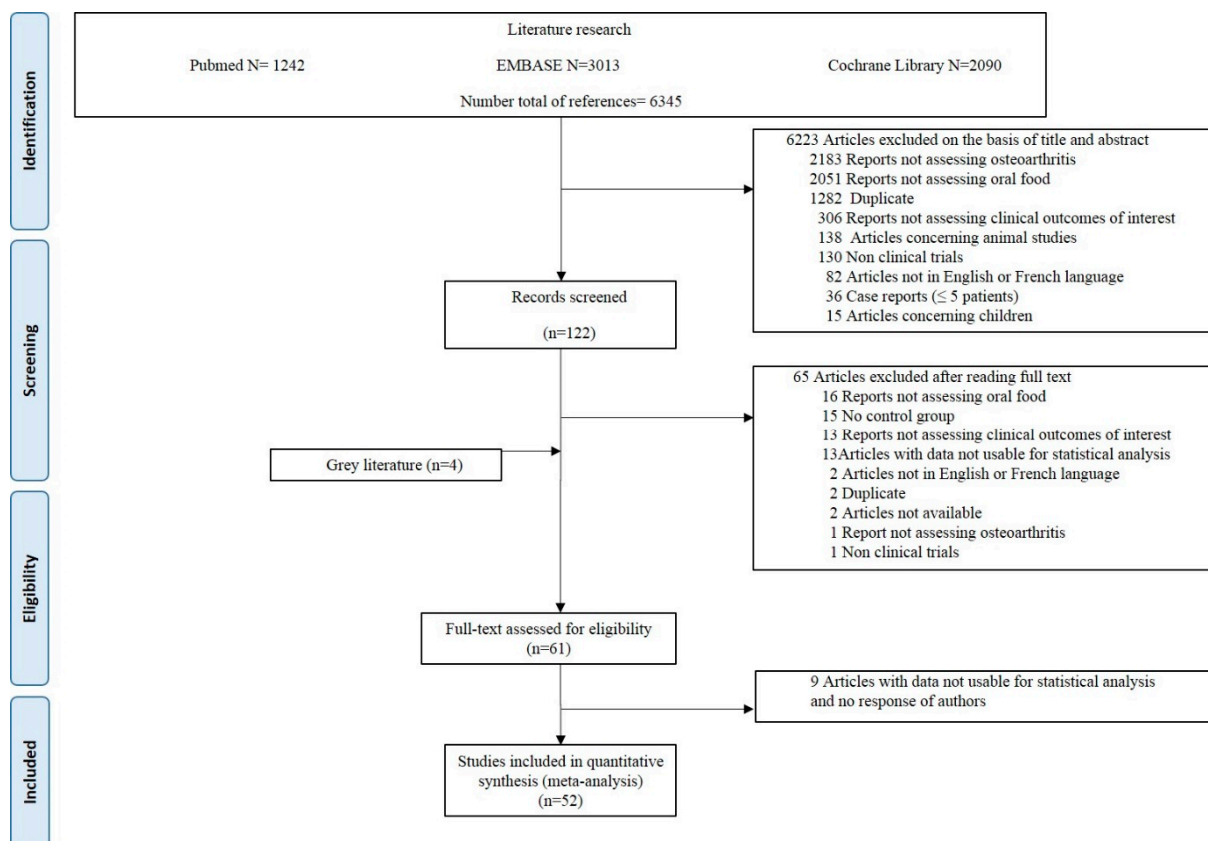 Identification
Literature research
Pubmed N= 1242 EMBASE N=3013 Cochrane Library N=2090
Number total of references= 6345
6223 Articles excluded on the basis of title and abstract
2183 Reports not assessing osteoarthritis
2051 Reports not assessing oral food
1282 Duplicate
306 Reports not assessing clinical outcomes of interest
138 Articles concerning animal studies
130 Non clinical trials
82 Articles not in English or French language
36 Case reports (≤ 5 patients)
15 Articles concerning children
Screening
Records screened
(n=122)
65 Articles excluded after reading full text
16 Reports not assessing oral food
15 No control group
13 Reports not assessing clinical outcomes of interest
13Articles with data not usable for statistical analysis
2 Articles not in English or French language
2 Duplicate
2 Articles not available
1 Report not assessing osteoarthritis
1 Non clinical trials
Grey literature (n=4)
Eligibility
Full-text assessed for eligibility
(n=61)
9 Articles with data not usable for statistical analysis
and no response of authors
Included
Studies included in quantitative
synthesis (meta-analysis)
(n=52)